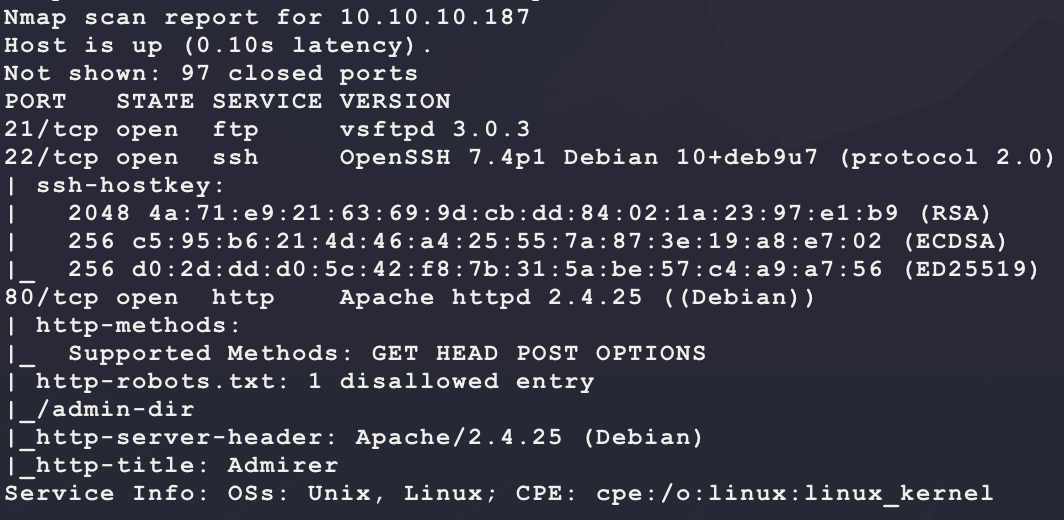 Nmap scan report for 10.10.10.187
Host is up (0.10s latency).
Not shown: 97 closed ports
PORT   STATE SERVICE VERSION
21/tcp open  ftp     vsftpd 3.0.3
22/tcp open  ssh     OpenSSH 7.4p1 Debian 10+deb9u7 (protocol 2.0)
| ssh-hostkey:
|   2048 4a:71:e9:21:63:69:9d:cb:dd:84:02:1a:23:97:e1:b9 (RSA)
|   256 c5:95:b6:21:4d:46:a4:25:55:7a:87:3e:19:a8:e7:02 (ECDSA)
|_  256 d0:2d:dd:d0:5c:42:f8:7b:31:5a:be:57:c4:a9:a7:56 (ED25519)
80/tcp open  http    Apache httpd 2.4.25 ((Debian))
| http-methods:
|_  Supported Methods: GET HEAD POST OPTIONS
| http-robots.txt: 1 disallowed entry
|_/admin-dir
|_http-server-header: Apache/2.4.25 (Debian)
|_http-title: Admirer
Service Info: OSs: Unix, Linux; CPE: cpe:/o:linux:linux_kernel